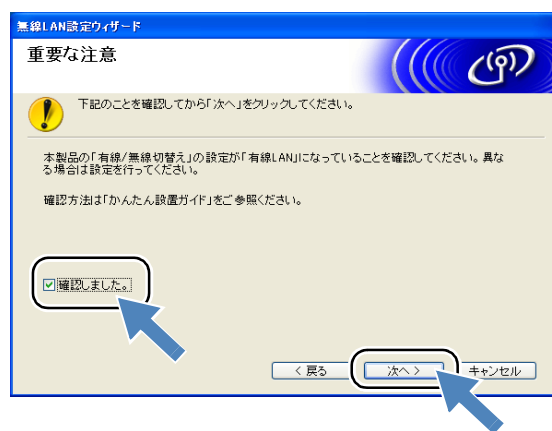 無線LAN設定ウィザード
重要な注意
下記のことを確認してから「次へ」をクリックしてください。
本製品の「有線/無線切替え」の設定が「有線LAN」になっていることを確認してください。異な
る場合は設定を行ってください。
確認方法は「かんたん設置ガイド」をご参照ください。
確認しました。
< 戻る 次へ > キャンセル